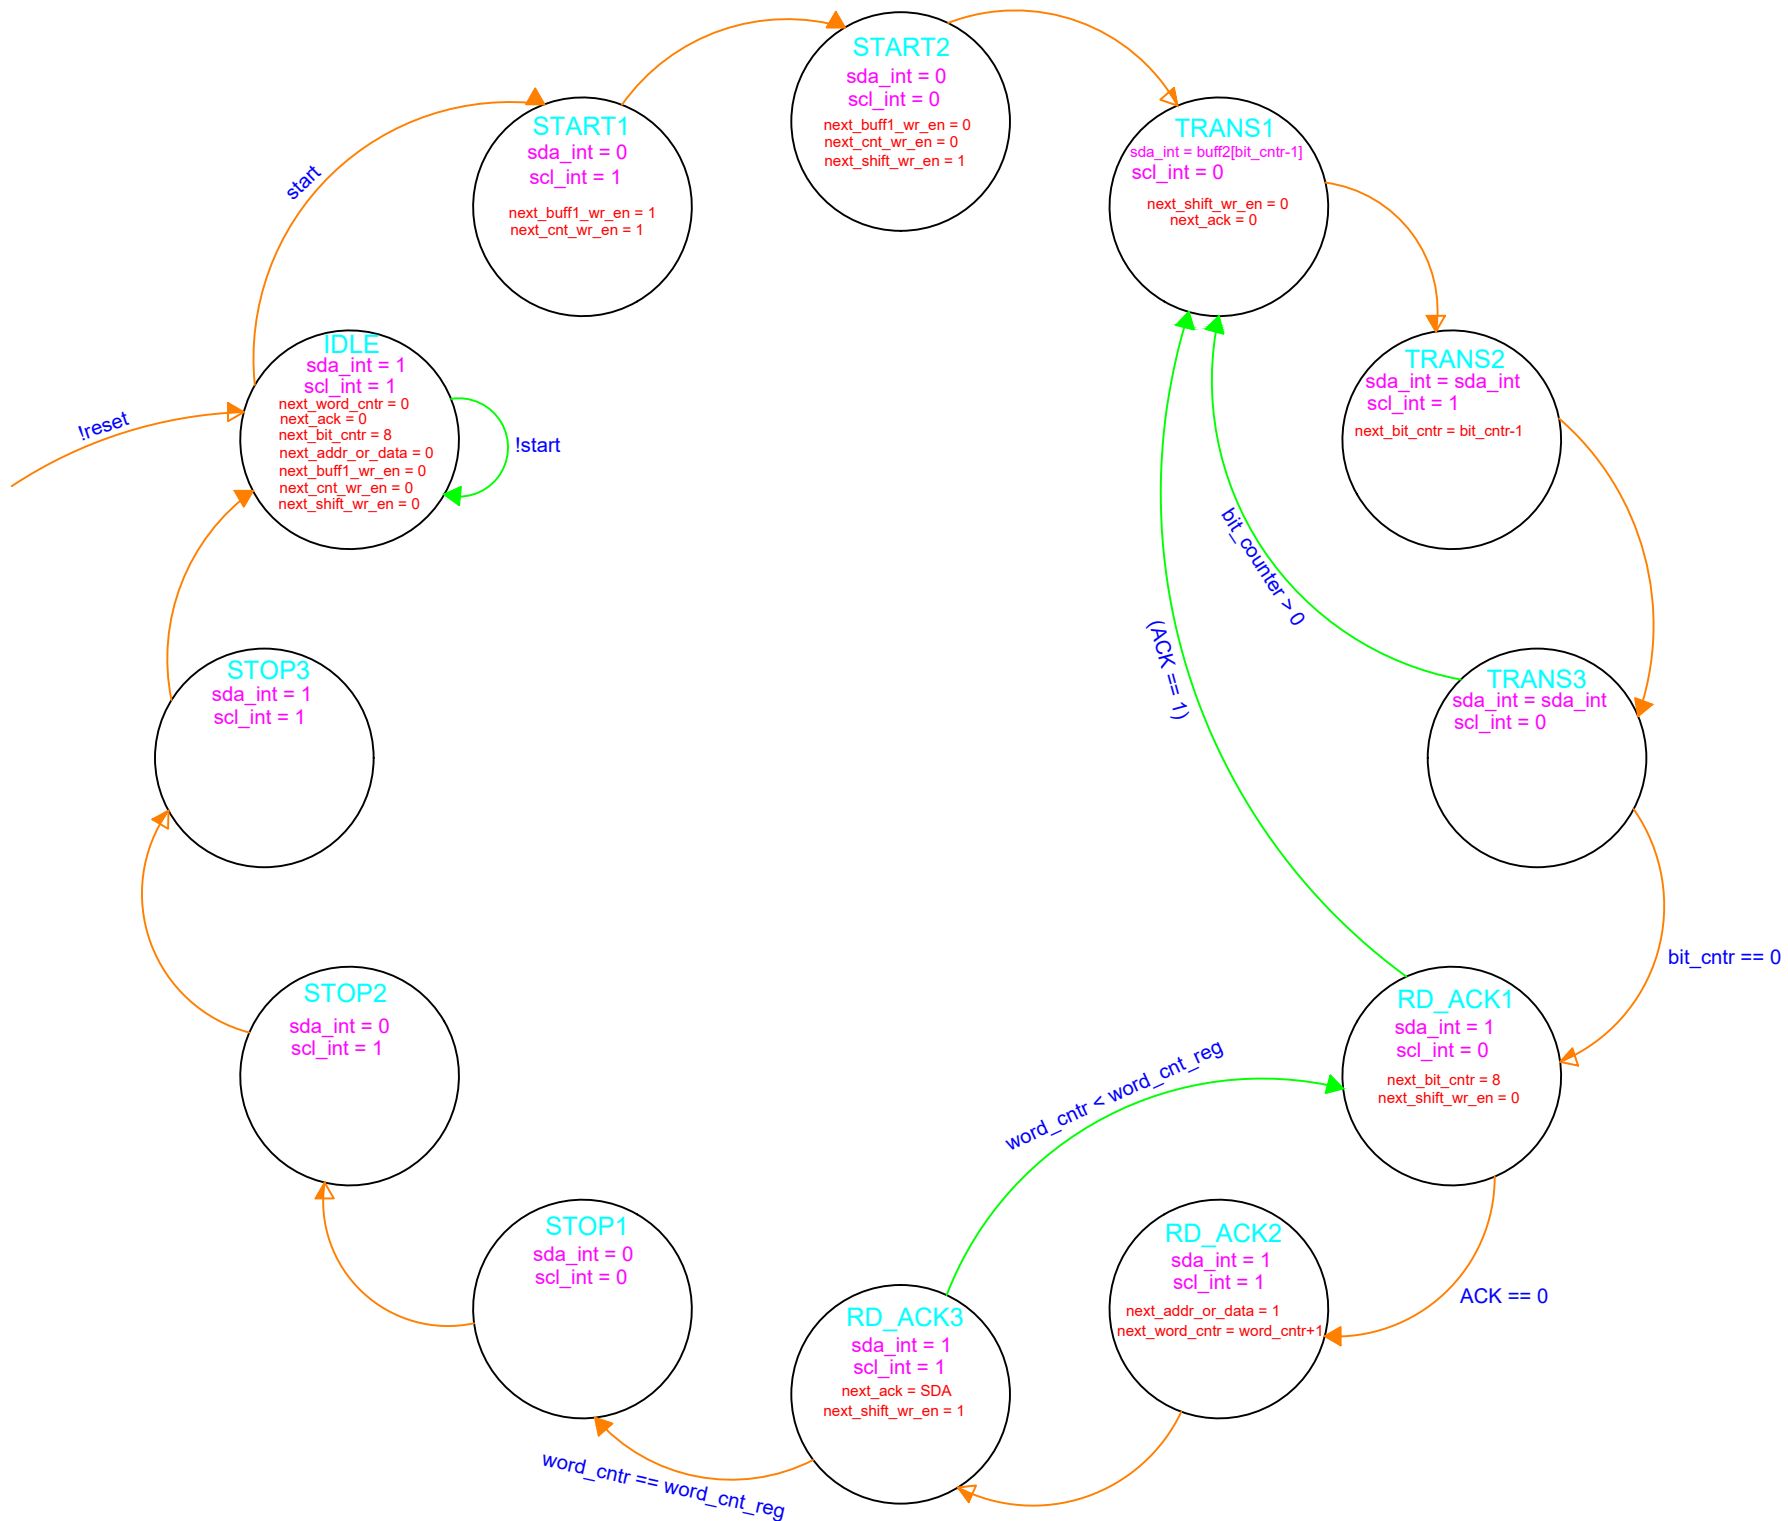 START2
sda_int = 0
scl_int = 0
next_buff1_wr_en = 0
next_cnt_wr_en = 0
next_shift_wr_en = 1
START1
sda_int = 0
scl_int = 1
next_buff1_wr_en = 1
next_cnt_wr_en = 1
TRANS1
sda_int = buff2[bit_cntr-1]
scl_int = 0
next_shift_wr_en = 0
next_ack = 0
start
!reset
IDLE
sda_int = 1
scl_int = 1
next_word_cntr = 0
next_ack = 0
next_bit_cntr = 8
next_addr_or_data = 0
next_buff1_wr_en = 0
next_cnt_wr_en = 0
next_shift_wr_en = 0
!start
TRANS2
sda_int = sda_int
scl_int = 1
next_bit_cntr = bit_cntr-1
bit_counter > 0
(ACK == 1)
STOP3
sda_int = 1
scl_int = 1
TRANS3
sda_int = sda_int
scl_int = 0
bit_cntr == 0
STOP2
sda_int = 0
scl_int = 1
RD_ACK1
sda_int = 1
scl_int = 0
next_bit_cntr = 8
next_shift_wr_en = 0
word_cntr < word_cnt_reg
STOP1
sda_int = 0
scl_int = 0
RD_ACK2
sda_int = 1
scl_int = 1
next_addr_or_data = 1
next_word_cntr = word_cntr+1
ACK == 0
RD_ACK3
sda_int = 1
scl_int = 1
next_ack = SDA
next_shift_wr_en = 1
word_cntr == word_cnt_reg